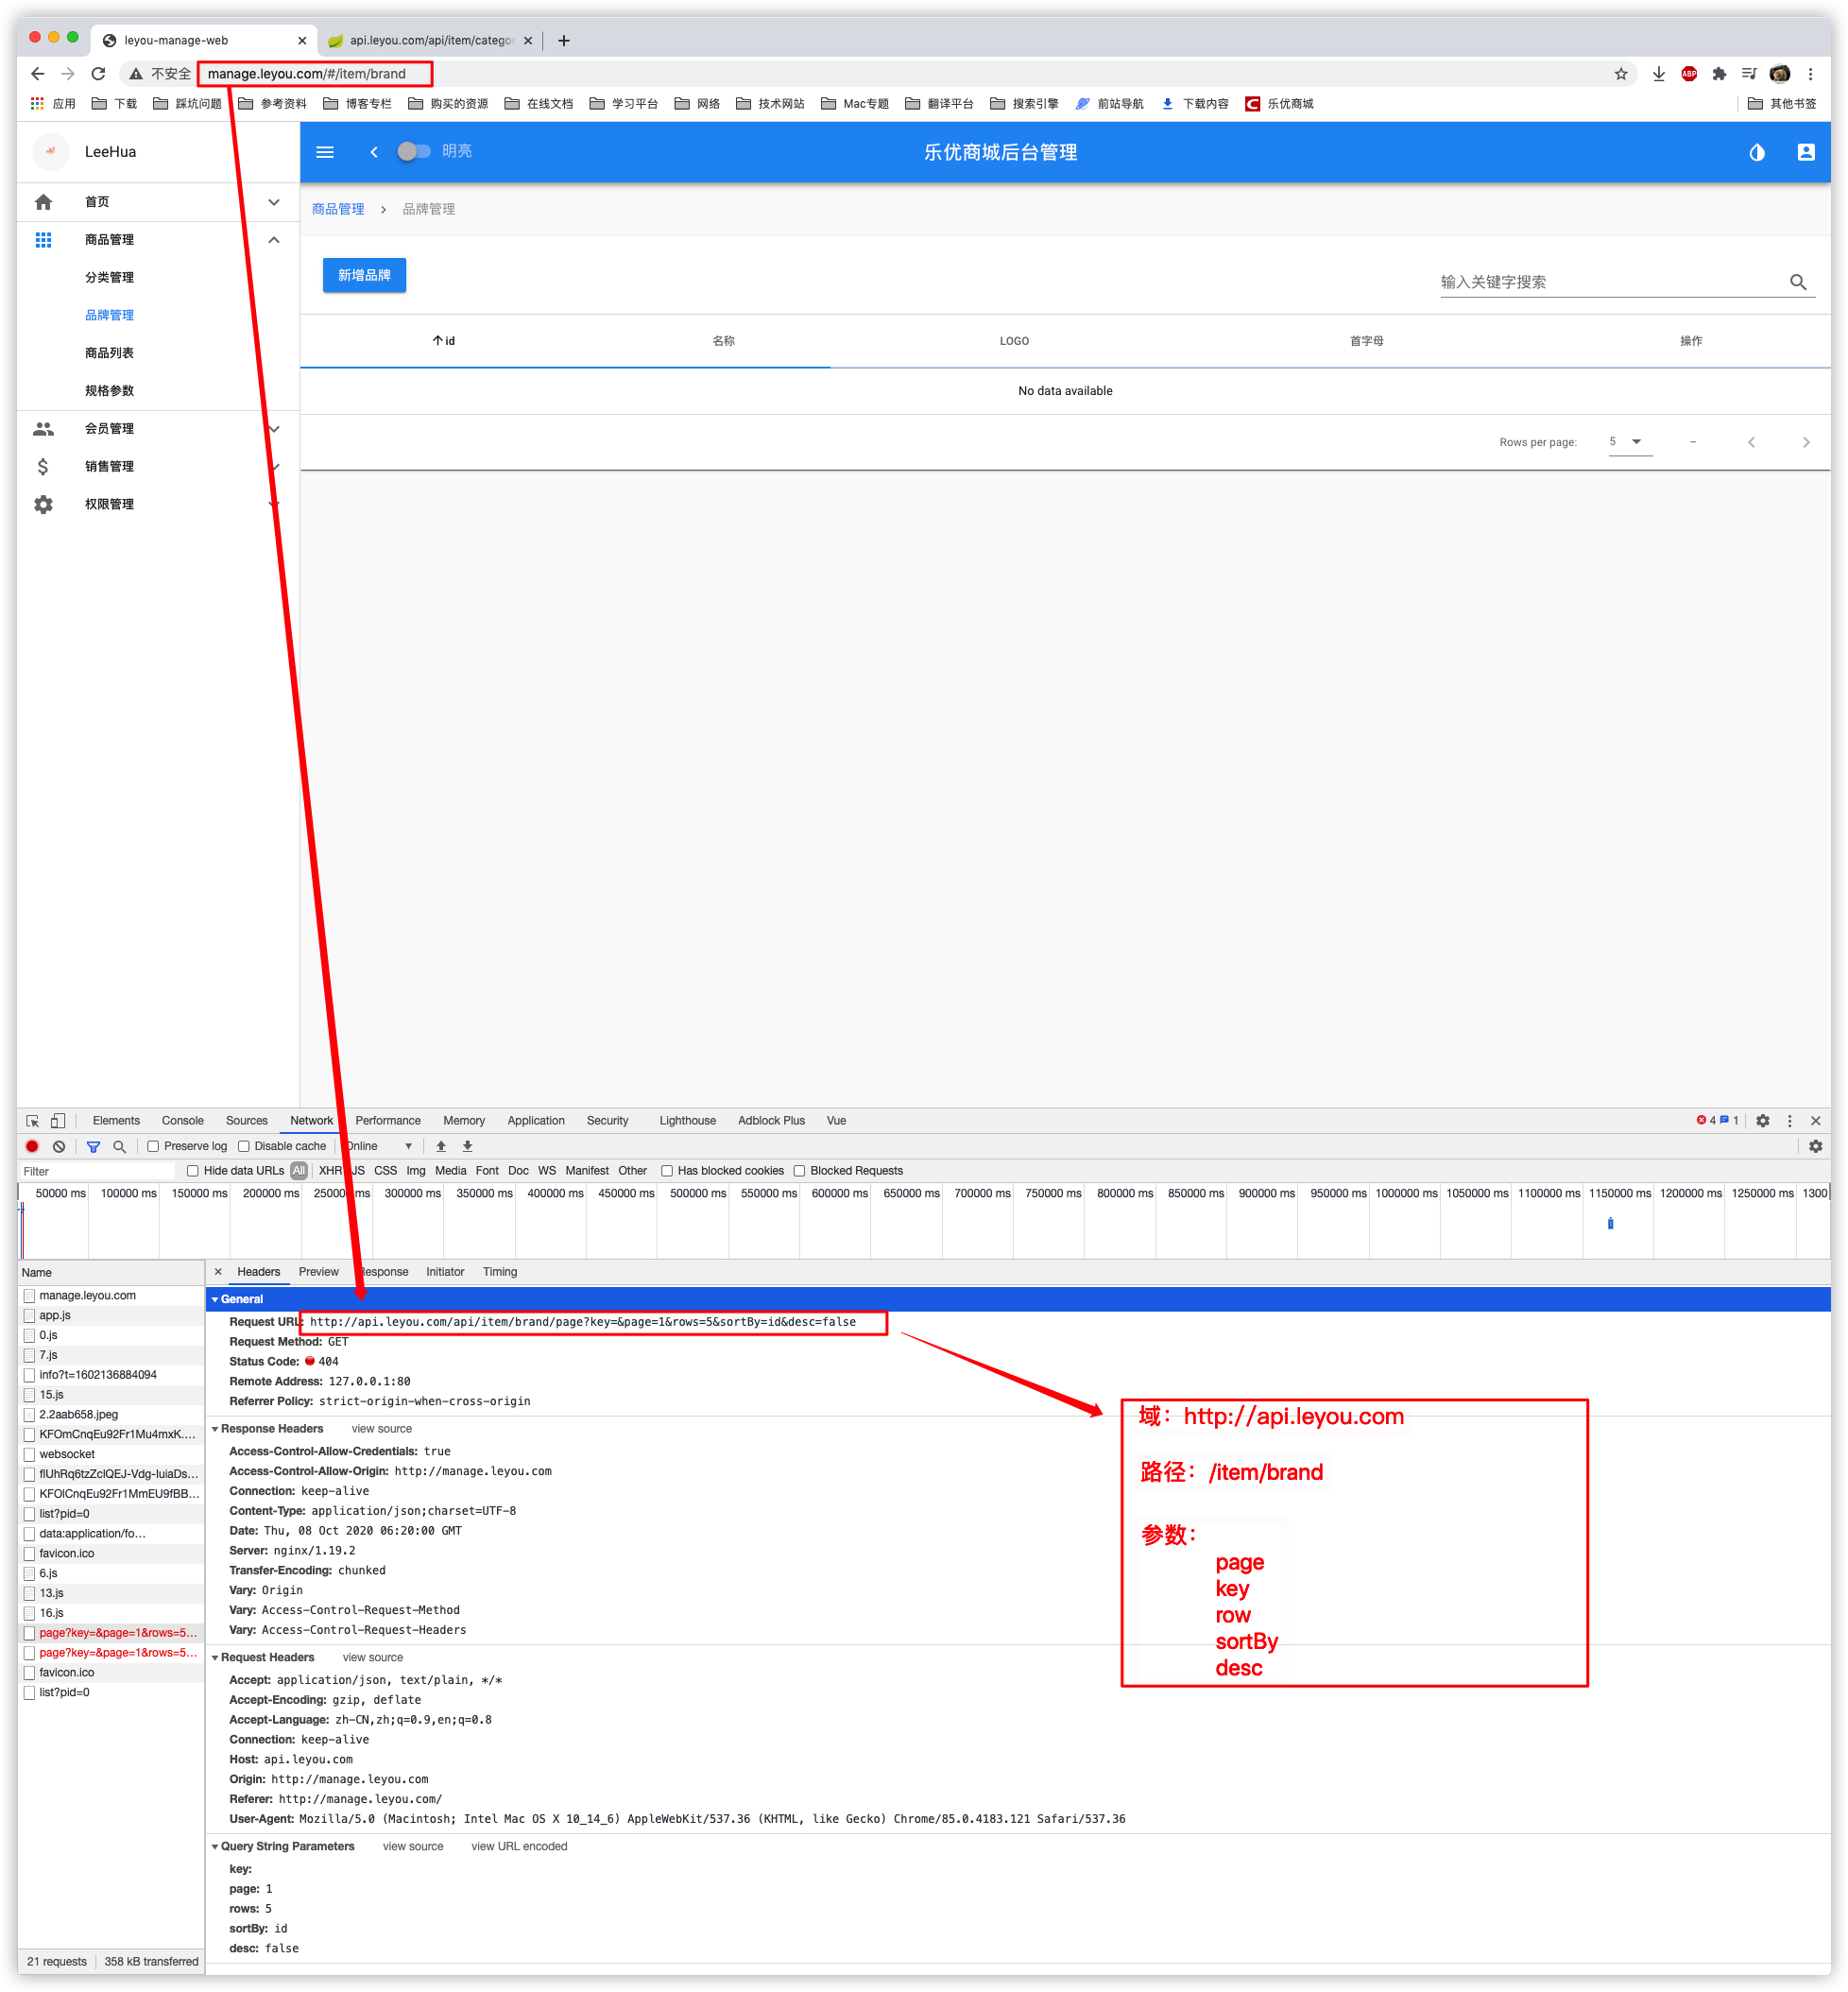 leyou-manage-web
api.leyou.com/api/item/categor
不安全
manage.leyou.com/#/item/brand
ABP
应用 下载 踩坑问题 参考资料 博客专栏 购买的资源 在线文档 学习平台 网络 技术网站 Mac专题 翻译平台 搜索引擎 前站导航 下载内容 乐优商城 其他书签
LeeHua
明亮
乐优商城后台管理
首页
商品管理
分类管理
品牌管理
商品列表
规格参数
会员管理
销售管理
权限管理
商品管理 > 品牌管理
新增品牌
输入关键字搜索
id 名称 LOGO 首字母 操作
No data available
Rows per page: 5 –
Elements Console Sources Network Performance Memory Application Security Lighthouse Adblock Plus Vue 4 1
Preserve log Disable cache Online
Filter Hide data URLs All XHR JS CSS Img Media Font Doc WS Manifest Other Has blocked cookies Blocked Requests
50000 ms 100000 ms 150000 ms 200000 ms 250000 ms 300000 ms 350000 ms 400000 ms 450000 ms 500000 ms 550000 ms 600000 ms 650000 ms 700000 ms 750000 ms 800000 ms 850000 ms 900000 ms 950000 ms 1000000 ms 1050000 ms 1100000 ms 1150000 ms 1200000 ms 1250000 ms 1300
Name
manage.leyou.com
app.js
0.js
7.js
info?t=1602136884094
15.js
2.2aab658.jpeg
KFOmCnqEu92Fr1Mu4mxK....
websocket
flUhRq6tzZclQEJ-Vdg-IuiaDs...
KFOlCnqEu92Fr1MmEU9fBB...
list?pid=0
data:application/fo...
favicon.ico
6.js
13.js
16.js
page?key=&page=1&rows=5...
page?key=&page=1&rows=5...
favicon.ico
list?pid=0
21 requests 358 kB transferred
Headers Preview Response Initiator Timing
General
Request URL: http://api.leyou.com/api/item/brand/page?key=&page=1&rows=5&sortBy=id&desc=false
Request Method: GET
Status Code: 404
Remote Address: 127.0.0.1:80
Referrer Policy: strict-origin-when-cross-origin
Response Headers view source
Access-Control-Allow-Credentials: true
Access-Control-Allow-Origin: http://manage.leyou.com
Connection: keep-alive
Content-Type: application/json;charset=UTF-8
Date: Thu, 08 Oct 2020 06:20:00 GMT
Server: nginx/1.19.2
Transfer-Encoding: chunked
Vary: Origin
Vary: Access-Control-Request-Method
Vary: Access-Control-Request-Headers
Request Headers view source
Accept: application/json, text/plain, */*
Accept-Encoding: gzip, deflate
Accept-Language: zh-CN,zh;q=0.9,en;q=0.8
Connection: keep-alive
Host: api.leyou.com
Origin: http://manage.leyou.com
Referer: http://manage.leyou.com/
User-Agent: Mozilla/5.0 (Macintosh; Intel Mac OS X 10_14_6) AppleWebKit/537.36 (KHTML, like Gecko) Chrome/85.0.4183.121 Safari/537.36
Query String Parameters view source view URL encoded
key:
page: 1
rows: 5
sortBy: id
desc: false
域：http://api.leyou.com
路径：/item/brand
参数：
page
key
row
sortBy
desc